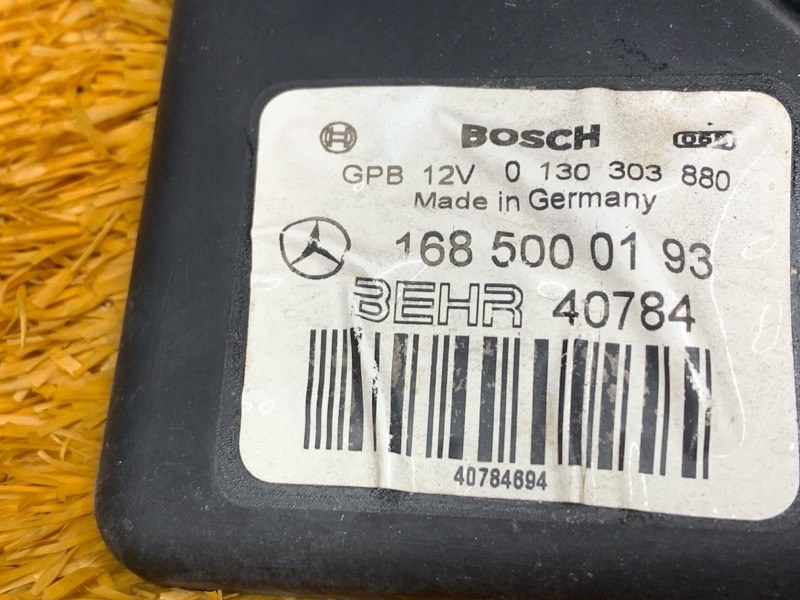 BOSCH
GPB 12V 0 130 303 880
Made in Germany
168 500 01 93
BEHR 40784
40784694